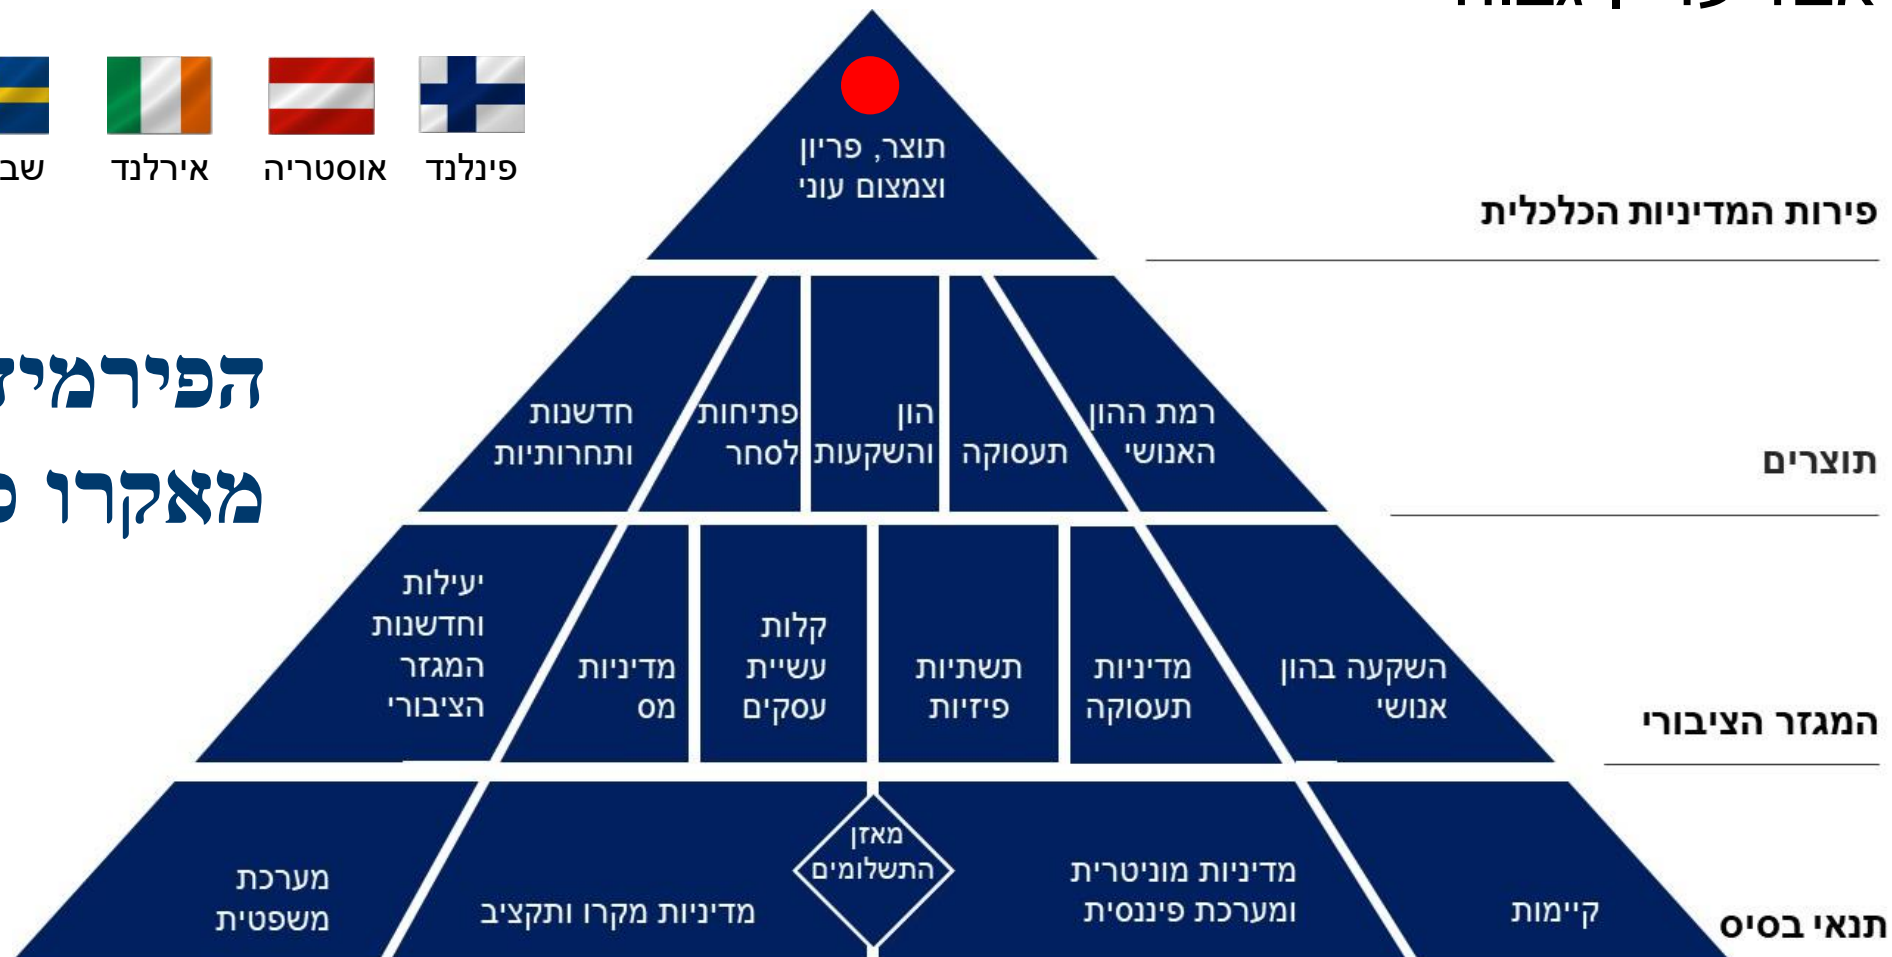 פינלנד
אוסטריה
אירלנד
תוצר, פריון
וצמצום עוני
פירות המדיניות הכלכלית
מאקרו
רמת ההון
האנושי
תעסוקה
הון
והשקעות
פתיחות
לסחר
חדשנות
ותחרותיות
תוצרים
השקעה בהון
אנושי
מדיניות
תעסוקה
תשתיות
פיזיות
קלות
עשיית
עסקים
מדיניות
מס
יעילות
וחדשנות
המגזר
הציבורי
המגזר הציבורי
קיימות
מדיניות מוניטרית
ומערכת פיננסית
מאזן
התשלומים
מדיניות מקרו ותקציב
מערכת
משפטית
תנאי בסיס